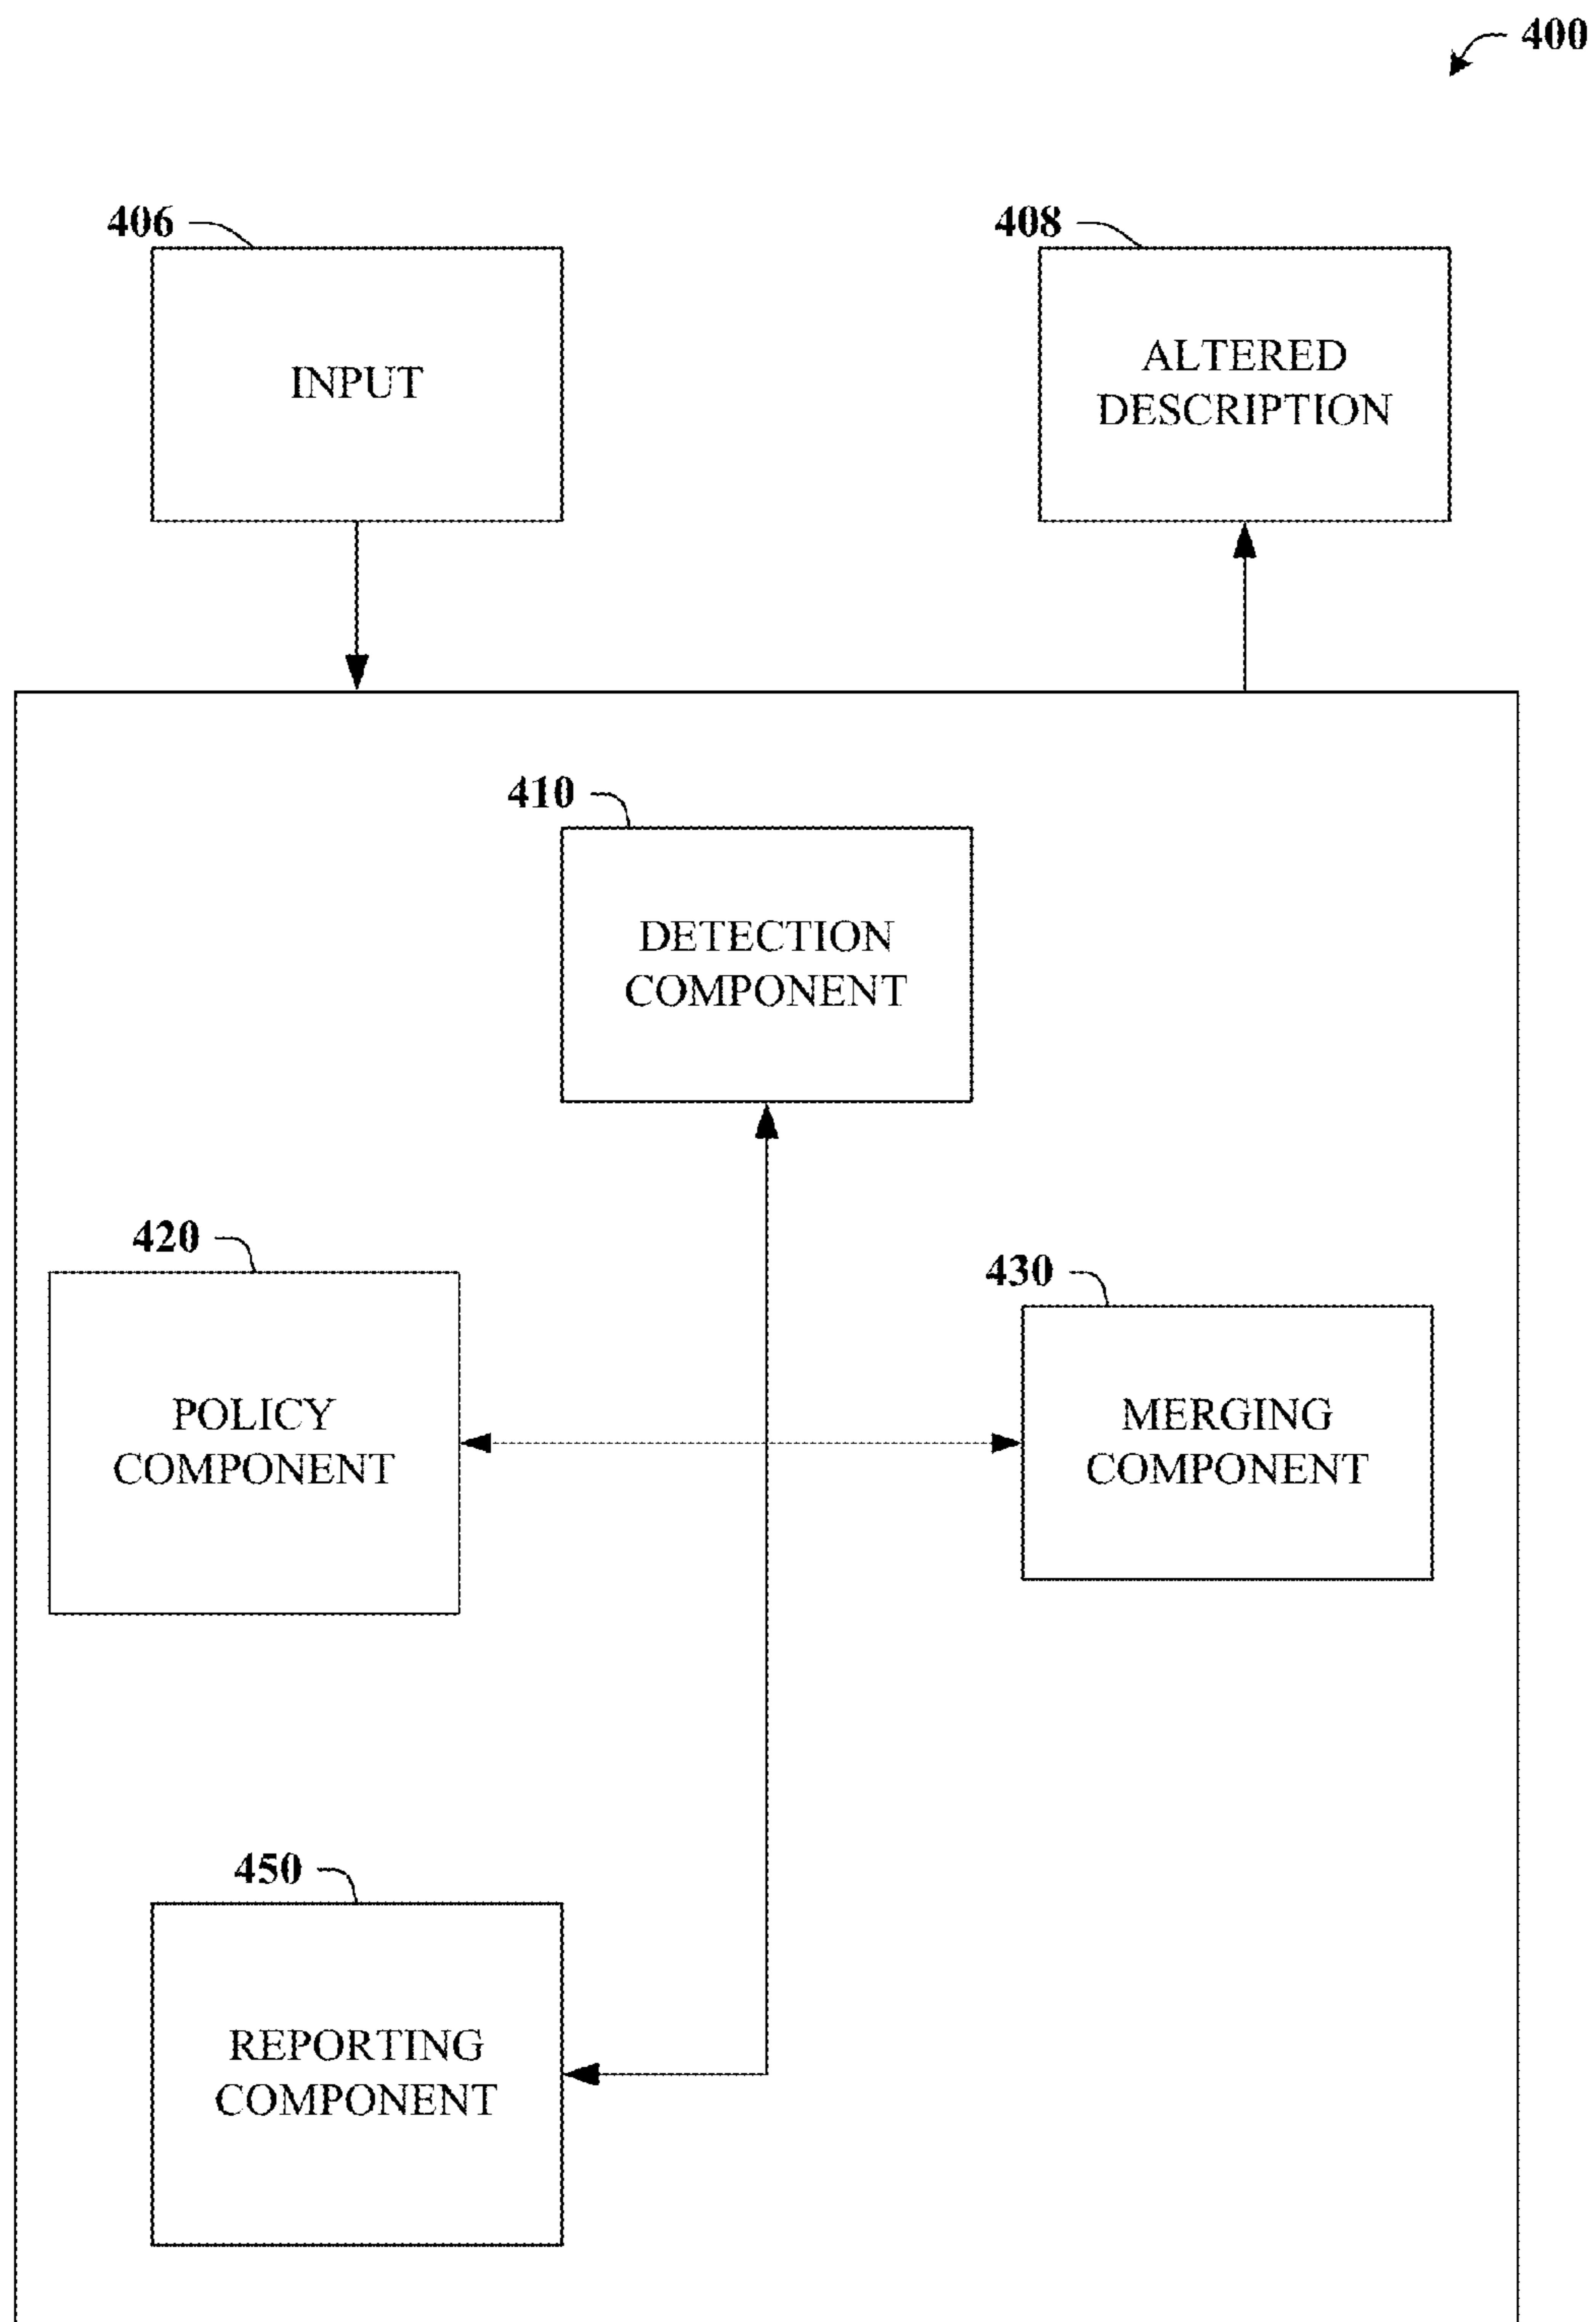 400
406
408
INPUT
ALTERED
DESCRIPTION
410
DETECTION
COMPONENT
420
430
POLICY
COMPONENT
MERGING
COMPONENT
450
REPORTING
COMPONENT